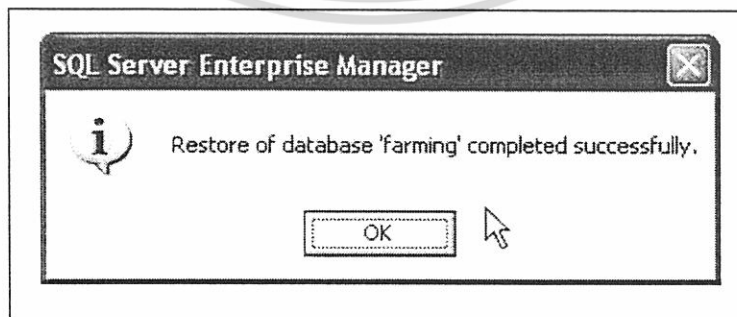 SQL Server Enterprise Manager
Restore of database 'farming' completed successfully.
OK